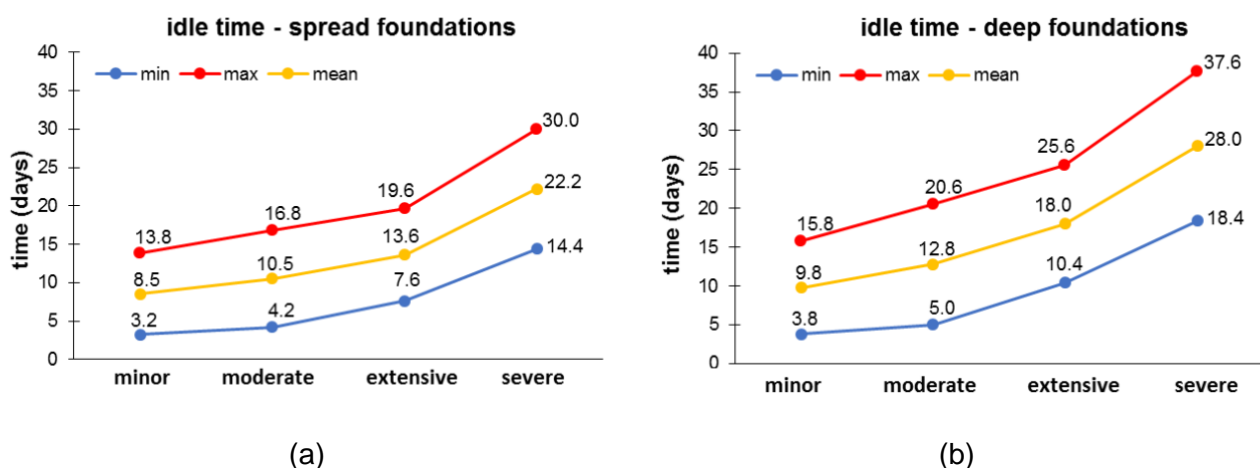 idle time - spread foundations
40
35
30
25
20
15
10
5
0
time (days)
min max mean
13.8 16.8 19.6 30.0
8.5 10.5 13.6 22.2
3.2 4.2 7.6 14.4
minor moderate extensive severe
(a)
idle time - deep foundations
40
35
30
25
20
15
10
5
0
time (days)
min max mean
15.8 20.6 25.6 37.6
9.8 12.8 18.0 28.0
3.8 5.0 10.4 18.4
minor moderate extensive severe
(b)